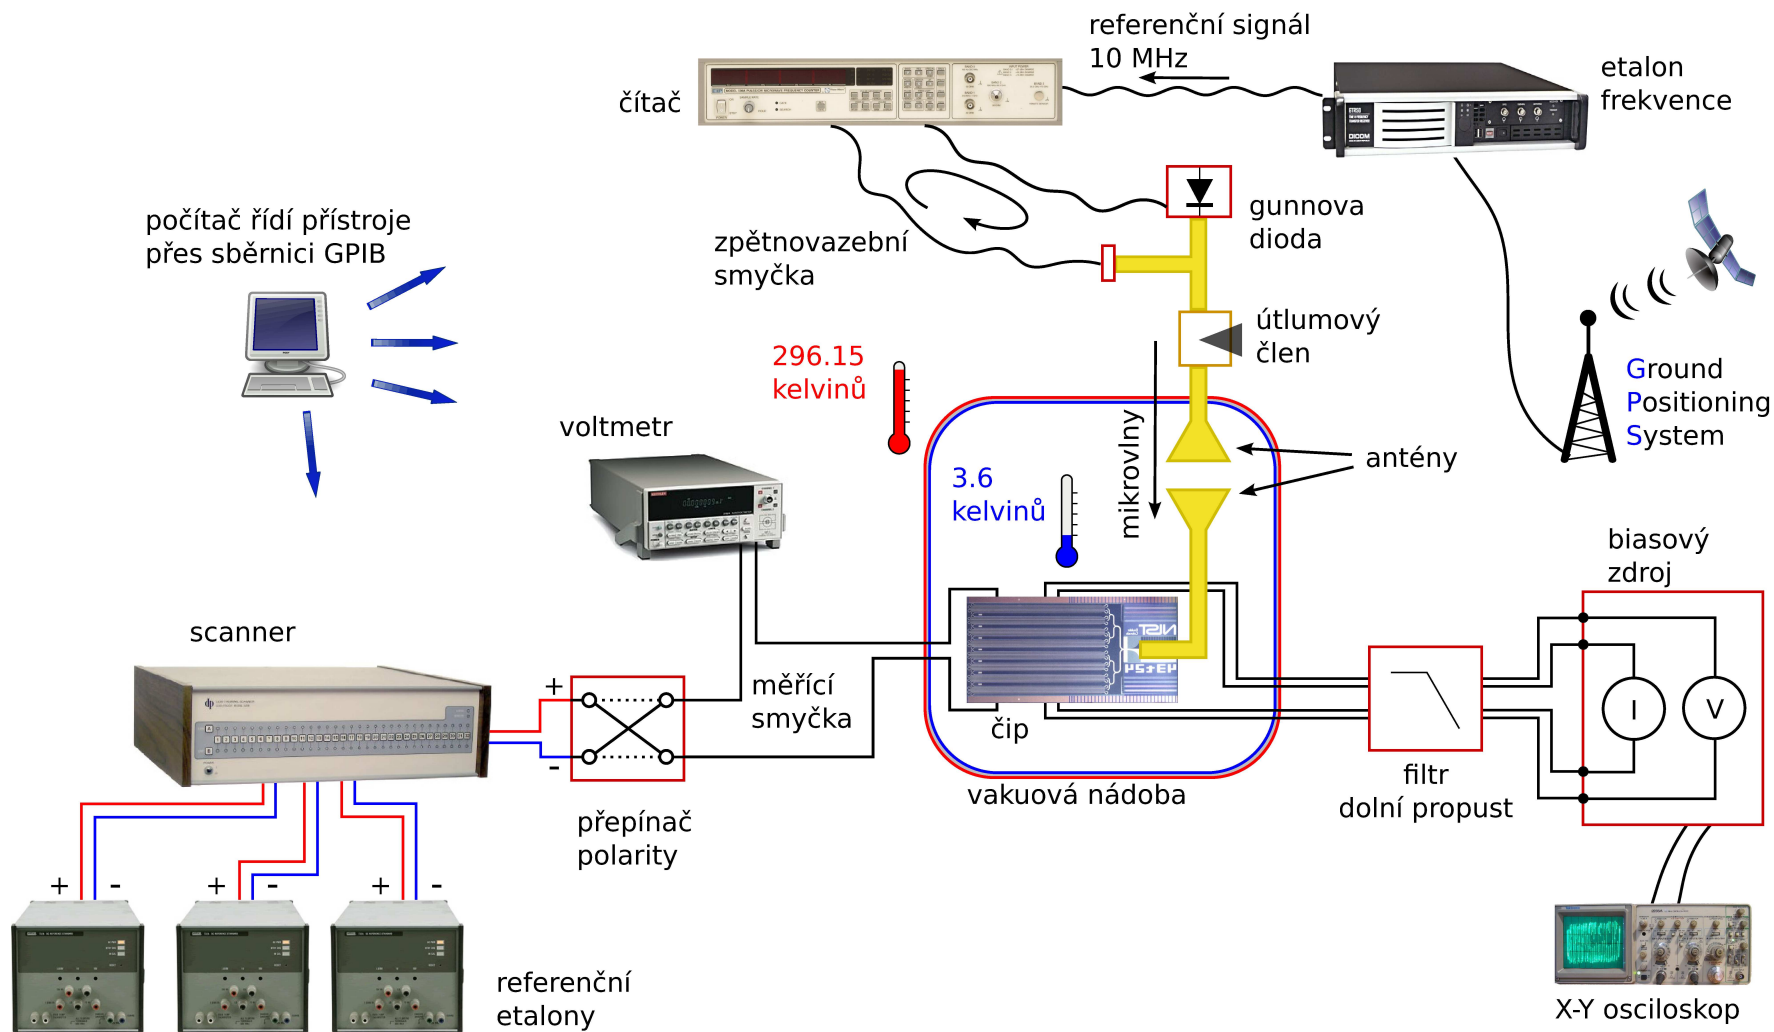 referenční signál
10 MHz
etalon
frekvence
čítač
gunnova
dioda
zpětnovazební
smyčka
počítač řídí přístroje
přes sběrnici GPIB
útlumový
člen
296.15
kelvinů
Ground
Positioning
System
voltmetr
mikrovlny
antény
3.6
kelvinů
biasový
zdroj
scanner
NIST
DICOM
+
-
měřící
smyčka
čip
I
V
vakuová nádoba
filtr
dolní propust
přepínač
polarity
+
-
+
-
+
-
referenční
etalony
X-Y osciloskop